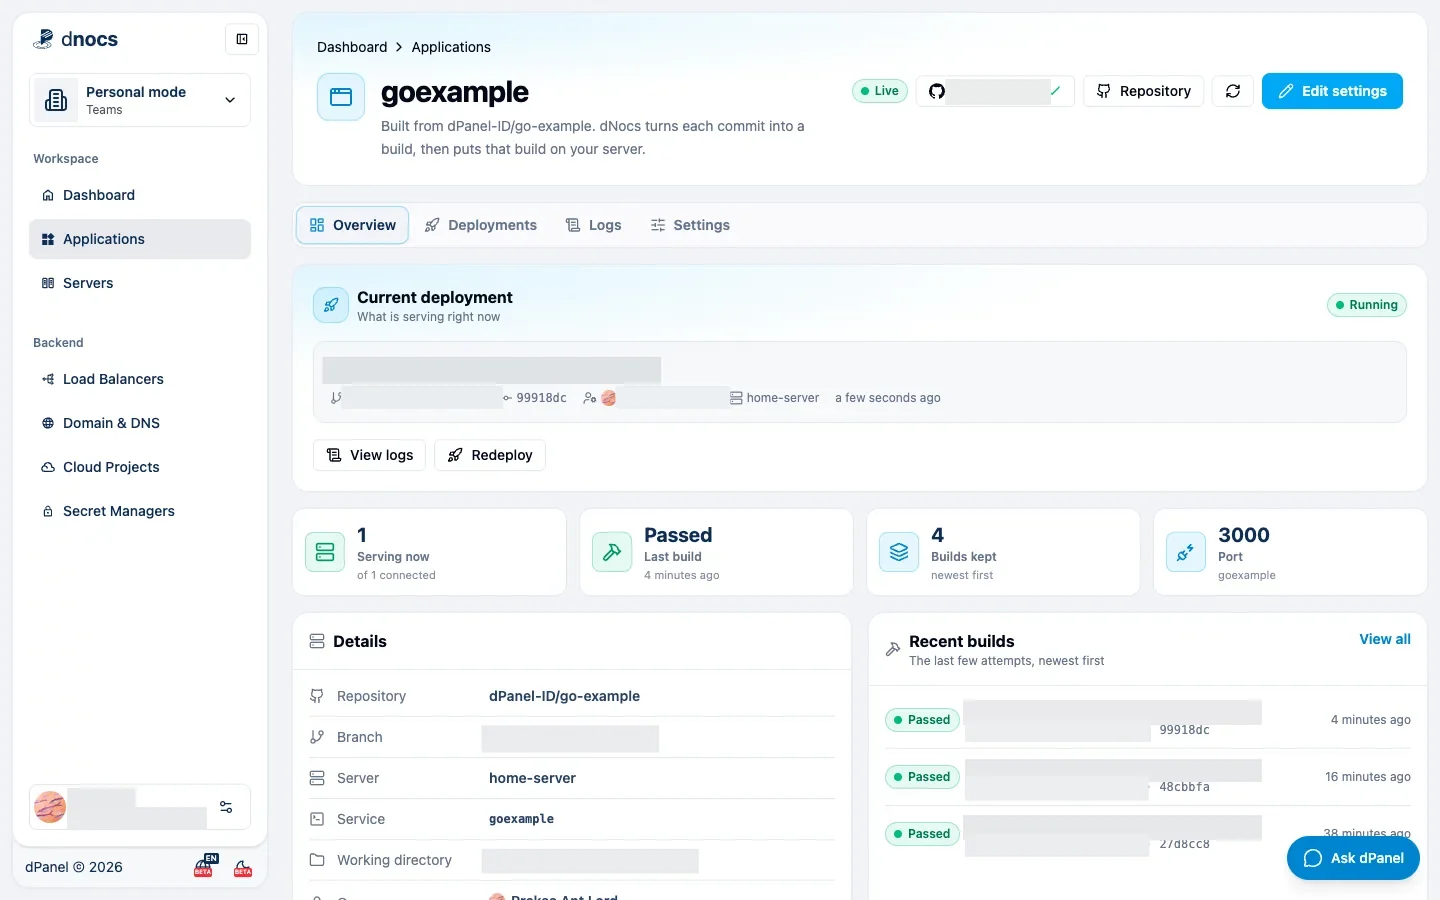 dnocs
Personal mode
Teams
Workspace
Dashboard
Applications
Servers
Backend
Load Balancers
Domain & DNS
Cloud Projects
Secret Managers
dPanel © 2026
EN
BETA
BETA
Dashboard > Applications
goexample
Built from dPanel-ID/go-example. dNocs turns each commit into a
build, then puts that build on your server.
Live
Repository
Edit settings
Overview
Deployments
Logs
Settings
Current deployment
What is serving right now
Running
99918dc
home-server
a few seconds ago
View logs
Redeploy
1
Serving now
of 1 connected
Passed
Last build
4 minutes ago
4
Builds kept
newest first
3000
Port
goexample
Details
Repository dPanel-ID/go-example
Branch
Server home-server
Service goexample
Working directory
Recent builds
The last few attempts, newest first
View all
Passed 99918dc 4 minutes ago
Passed 48cbbfa 16 minutes ago
Passed 27d8cc8 38 minutes ago
Ask dPanel